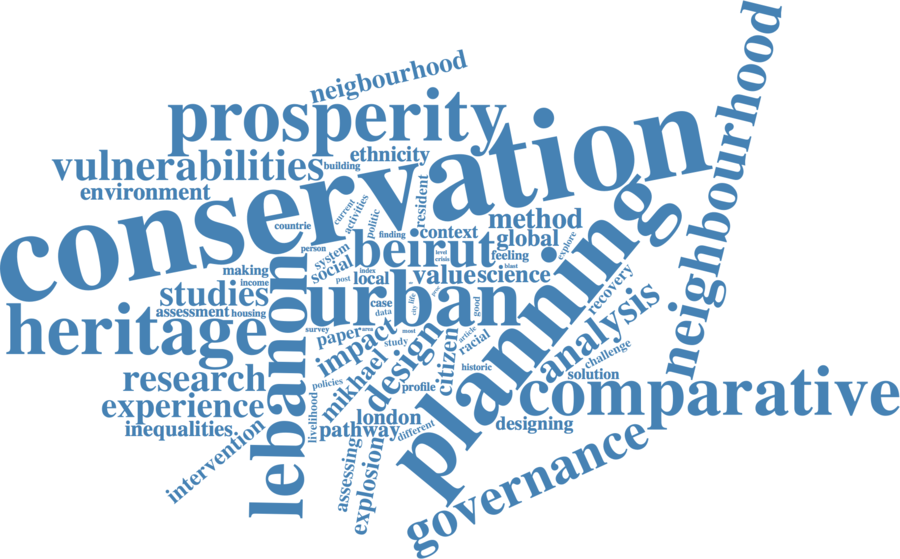 neighbourhood
neigbourhood
prosperity
conservation
vulnerabilities
building
ethnicity
environment
current
activities
politic
resident
countrie
finding
context
method
global
explore
person
beirut
level
crisis
feeling
system
social
making
index
post
local
value
science
blast
income
studies
lebanon
urban
life
city
case
data
good
planning
recovery
assessment
housing
heritage
survey
paper
area
most
impact
study
design
article
racial
citizen
analysis
challenge
historic
solution
research
policies
mikhael
profile
comparative
experience
livelihood
london
designing
inequalities.
pathway
different
intervention
assessing
explosion
governance